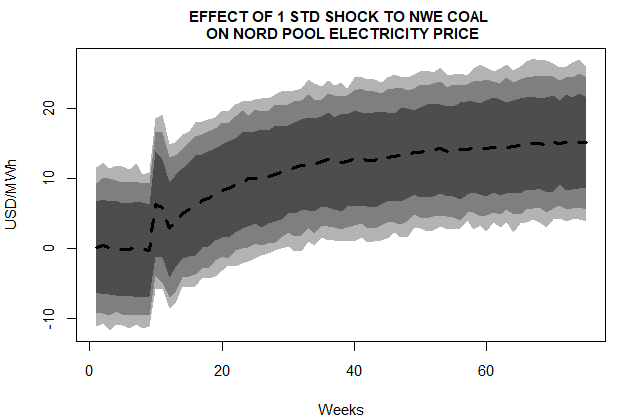 EFFECT OF 1 STD SHOCK TO NWE COAL
ON NORD POOL ELECTRICITY PRICE
USD/MWh
20
10
0
-10
0 20 40 60
Weeks